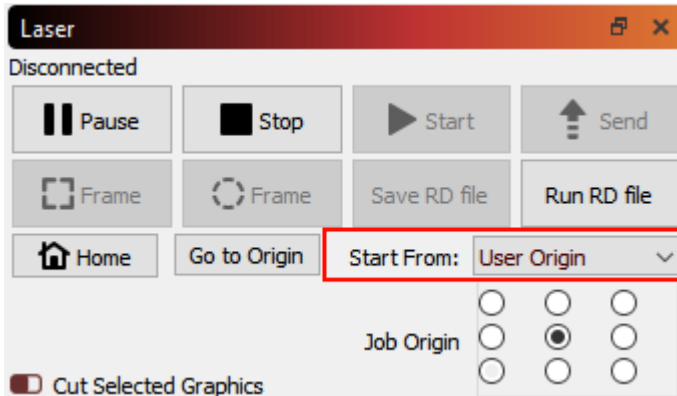 Laser
Disconnected
Pause Stop Start Send
Frame Frame Save RD file Run RD file
Home Go to Origin Start From: User Origin
Job Origin
Cut Selected Graphics